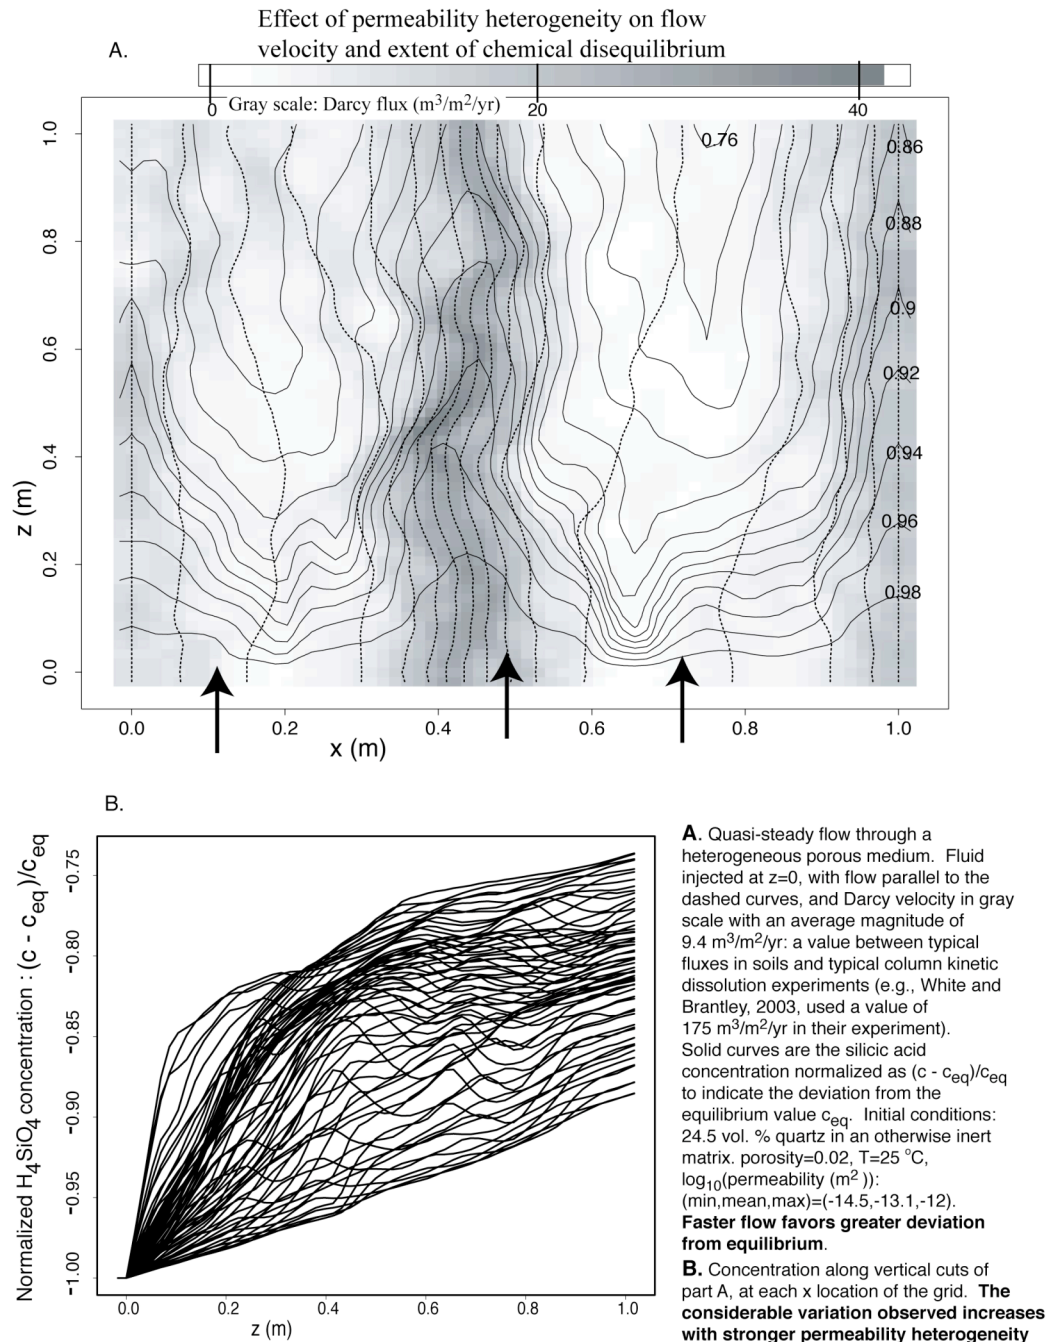 Effect of permeability heterogeneity on flow
velocity and extent of chemical disequilibrium
A.
0 Gray scale: Darcy flux (m³/m²/yr) 20 40
1.0
0.8
0.6
0.4
0.2
0.0
z (m)
0.76
0.86
0.88
0.9
0.92
0.94
0.96
0.98
0.0 0.2 0.4 0.6 0.8 1.0
x (m)
B.
Normalized H₄SiO₄ concentration : (c - c_eq)/c_eq
−0.75
−0.80
−0.85
−0.90
−0.95
−1.00
0.0 0.2 0.4 0.6 0.8 1.0
z (m)
A. Quasi-steady flow through a
heterogeneous porous medium. Fluid
injected at z=0, with flow parallel to the
dashed curves, and Darcy velocity in gray
scale with an average magnitude of
9.4 m³/m²/yr: a value between typical
fluxes in soils and typical column kinetic
dissolution experiments (e.g., White and
Brantley, 2003, used a value of
175 m³/m²/yr in their experiment).
Solid curves are the silicic acid
concentration normalized as (c - c_eq)/c_eq
to indicate the deviation from the
equilibrium value c_eq. Initial conditions:
24.5 vol. % quartz in an otherwise inert
matrix. porosity=0.02, T=25 °C,
log₁₀(permeability (m² )):
(min,mean,max)=(-14.5,-13.1,-12).
Faster flow favors greater deviation
from equilibrium.
B. Concentration along vertical cuts of
part A, at each x location of the grid. The
considerable variation observed increases
with stronger permeability heterogeneity